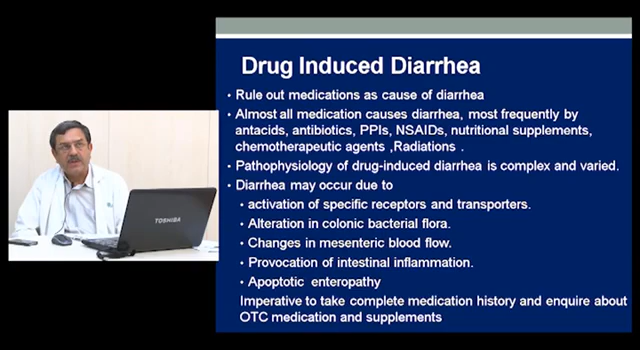 Drug Induced Diarrhea
• Rule out medications as cause of diarrhea
• Almost all medication causes diarrhea, most frequently by
antacids, antibiotics, PPIs, NSAIDs, nutritional supplements,
chemotherapeutic agents ,Radiations .
• Pathophysiology of drug-induced diarrhea is complex and varied.
• Diarrhea may occur due to
• activation of specific receptors and transporters.
• Alteration in colonic bacterial flora.
• Changes in mesenteric blood flow.
• Provocation of intestinal inflammation.
• Apoptotic enteropathy
Imperative to take complete medication history and enquire about
OTC medication and supplements
TOSHIBA